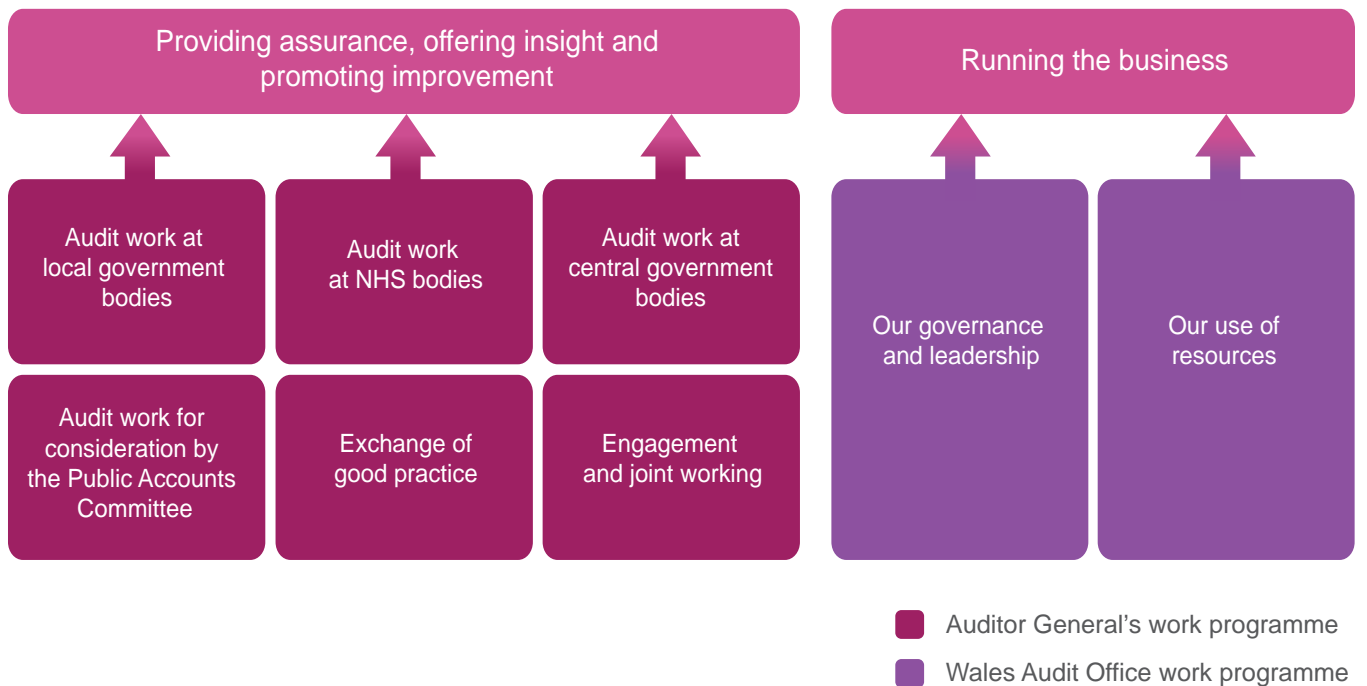 Providing assurance, offering insight and
promoting improvement
Running the business
Audit work at
local government
bodies
Audit work
at NHS bodies
Audit work at
central government
bodies
Our governance
and leadership
Our use of
resources
Audit work for
consideration by
the Public Accounts
Committee
Exchange of
good practice
Engagement
and joint working
Auditor General’s work programme
Wales Audit Office work programme